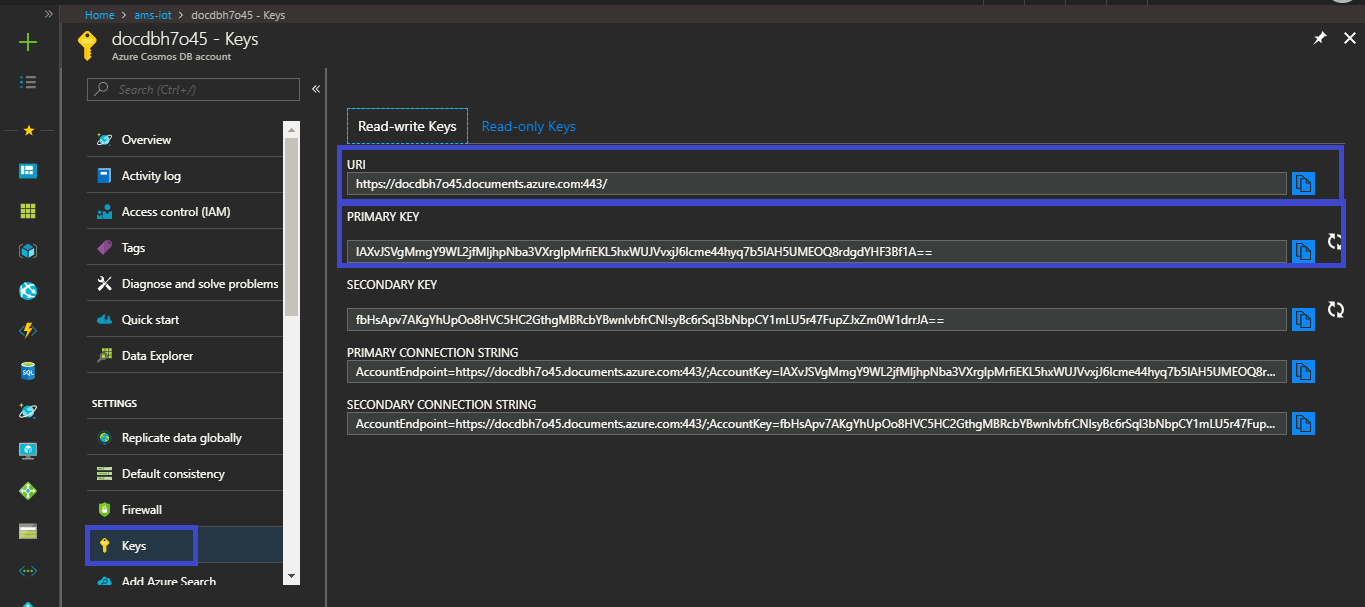 Home > ams-iot > docdbh7o45 - Keys
docdbh7o45 - Keys
Azure Cosmos DB account
Search (Ctrl+/)
Overview
Activity log
Access control (IAM)
Tags
Diagnose and solve problems
Quick start
Data Explorer
SETTINGS
Replicate data globally
Default consistency
Firewall
Keys
Add Azure Search
Read-write Keys Read-only Keys
URI
https://docdbh7o45.documents.azure.com:443/
PRIMARY KEY
SECONDARY KEY
PRIMARY CONNECTION STRING
AccountEndpoint=https://docdbh7o45.documents.azure.com:443/;AccountKey=
SECONDARY CONNECTION STRING
AccountEndpoint=https://docdbh7o45.documents.azure.com:443/;AccountKey=